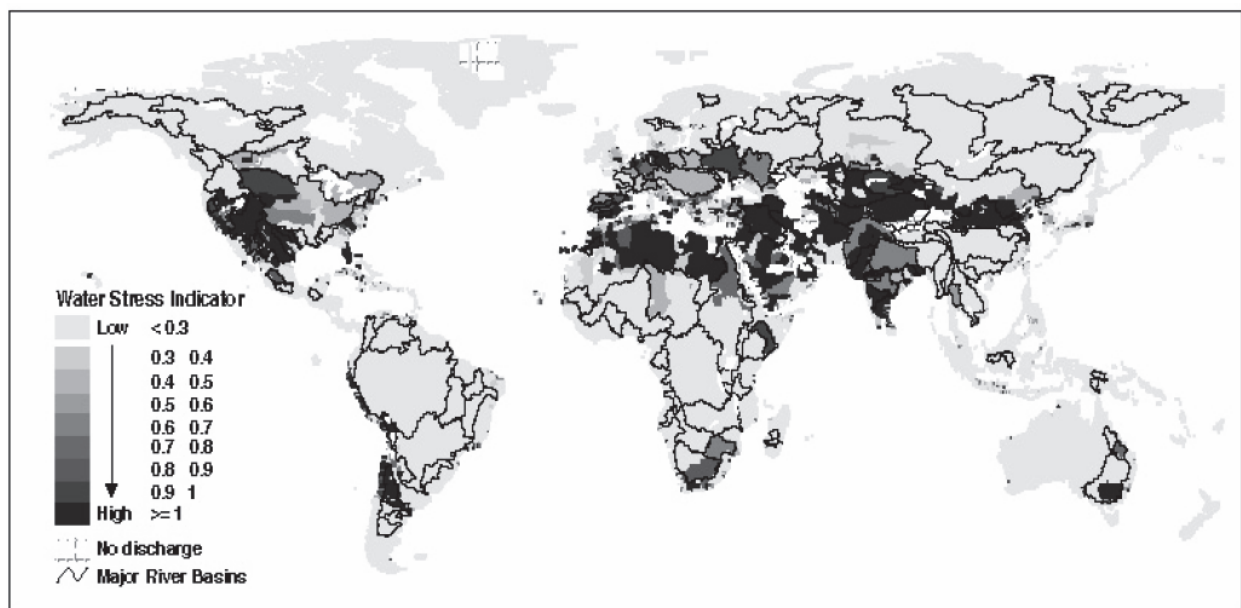 Water Stress Indicator
Low < 0.3
0.3 0.4
0.4 0.5
0.5 0.6
0.6 0.7
0.7 0.8
0.8 0.9
0.9 1
High >= 1
No discharge
Major River Basins